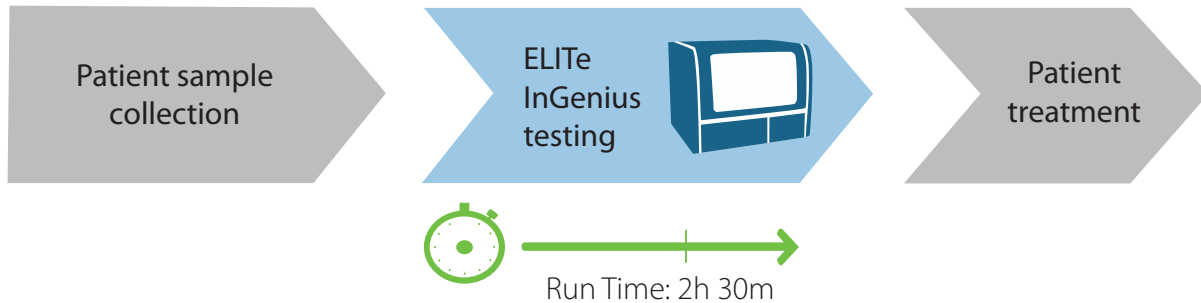 Patient sample
collection
ELITe
InGenius
testing
Patient
treatment
Run Time: 2h 30m